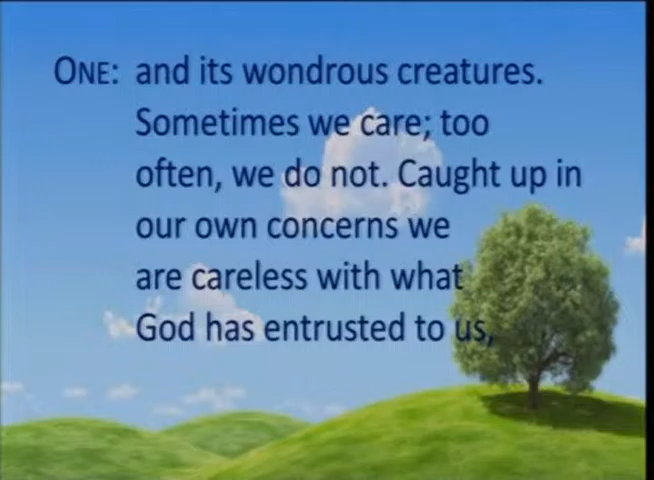 ONE: and its wondrous creatures.
Sometimes we care; too
often, we do not. Caught up in
our own concerns we
are careless with what
God has entrusted to us,